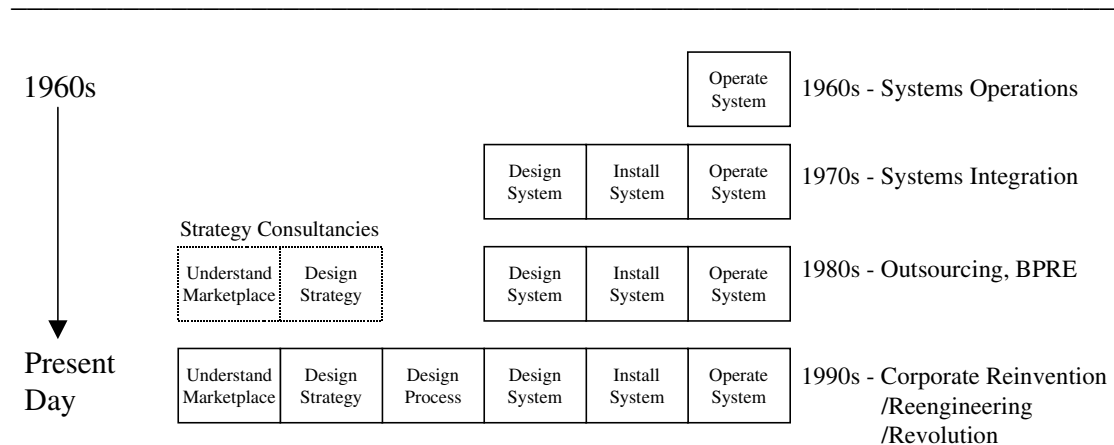 1960s
Operate
System
1960s - Systems Operations
Design
System
Install
System
Operate
System
1970s - Systems Integration
Strategy Consultancies
Understand
Marketplace
Design
Strategy
Design
System
Install
System
Operate
System
1980s - Outsourcing, BPRE
Present
Day
Understand
Marketplace
Design
Strategy
Design
Process
Design
System
Install
System
Operate
System
1990s - Corporate Reinvention
/Reengineering
/Revolution